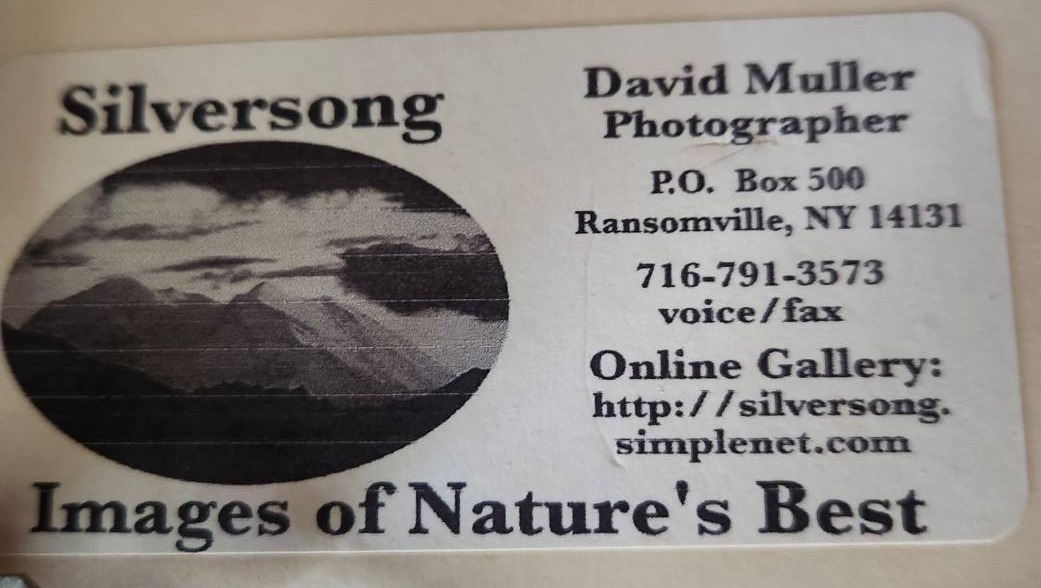 Silversong
David Muller
Photographer
P.O. Box 500
Ransomville, NY 14131
716-791-3573
voice/fax
Online Gallery:
http://silversong.
simplenet.com
Images of Nature's Best